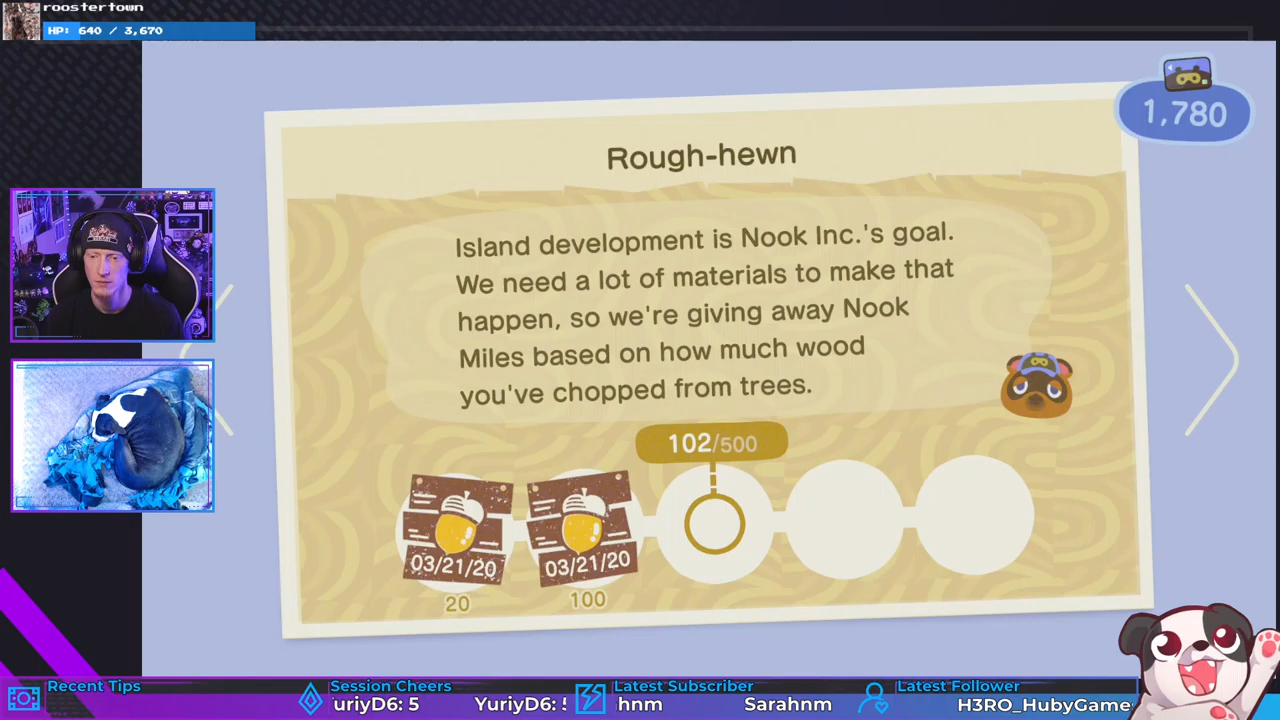 roostertown
HP: 640 / 3,670
1,780
Rough-hewn
Island development is Nook Inc.'s goal.
We need a lot of materials to make that
happen, so we're giving away Nook
Miles based on how much wood
you've chopped from trees.
102/500
03/21/20
03/21/20
20
100
Recent Tips
Session Cheers
uriyD6: 5 YuriyD6: 5
Latest Subscriber
hnm Sarahnm
Latest Follower
H3RO_HubyGame